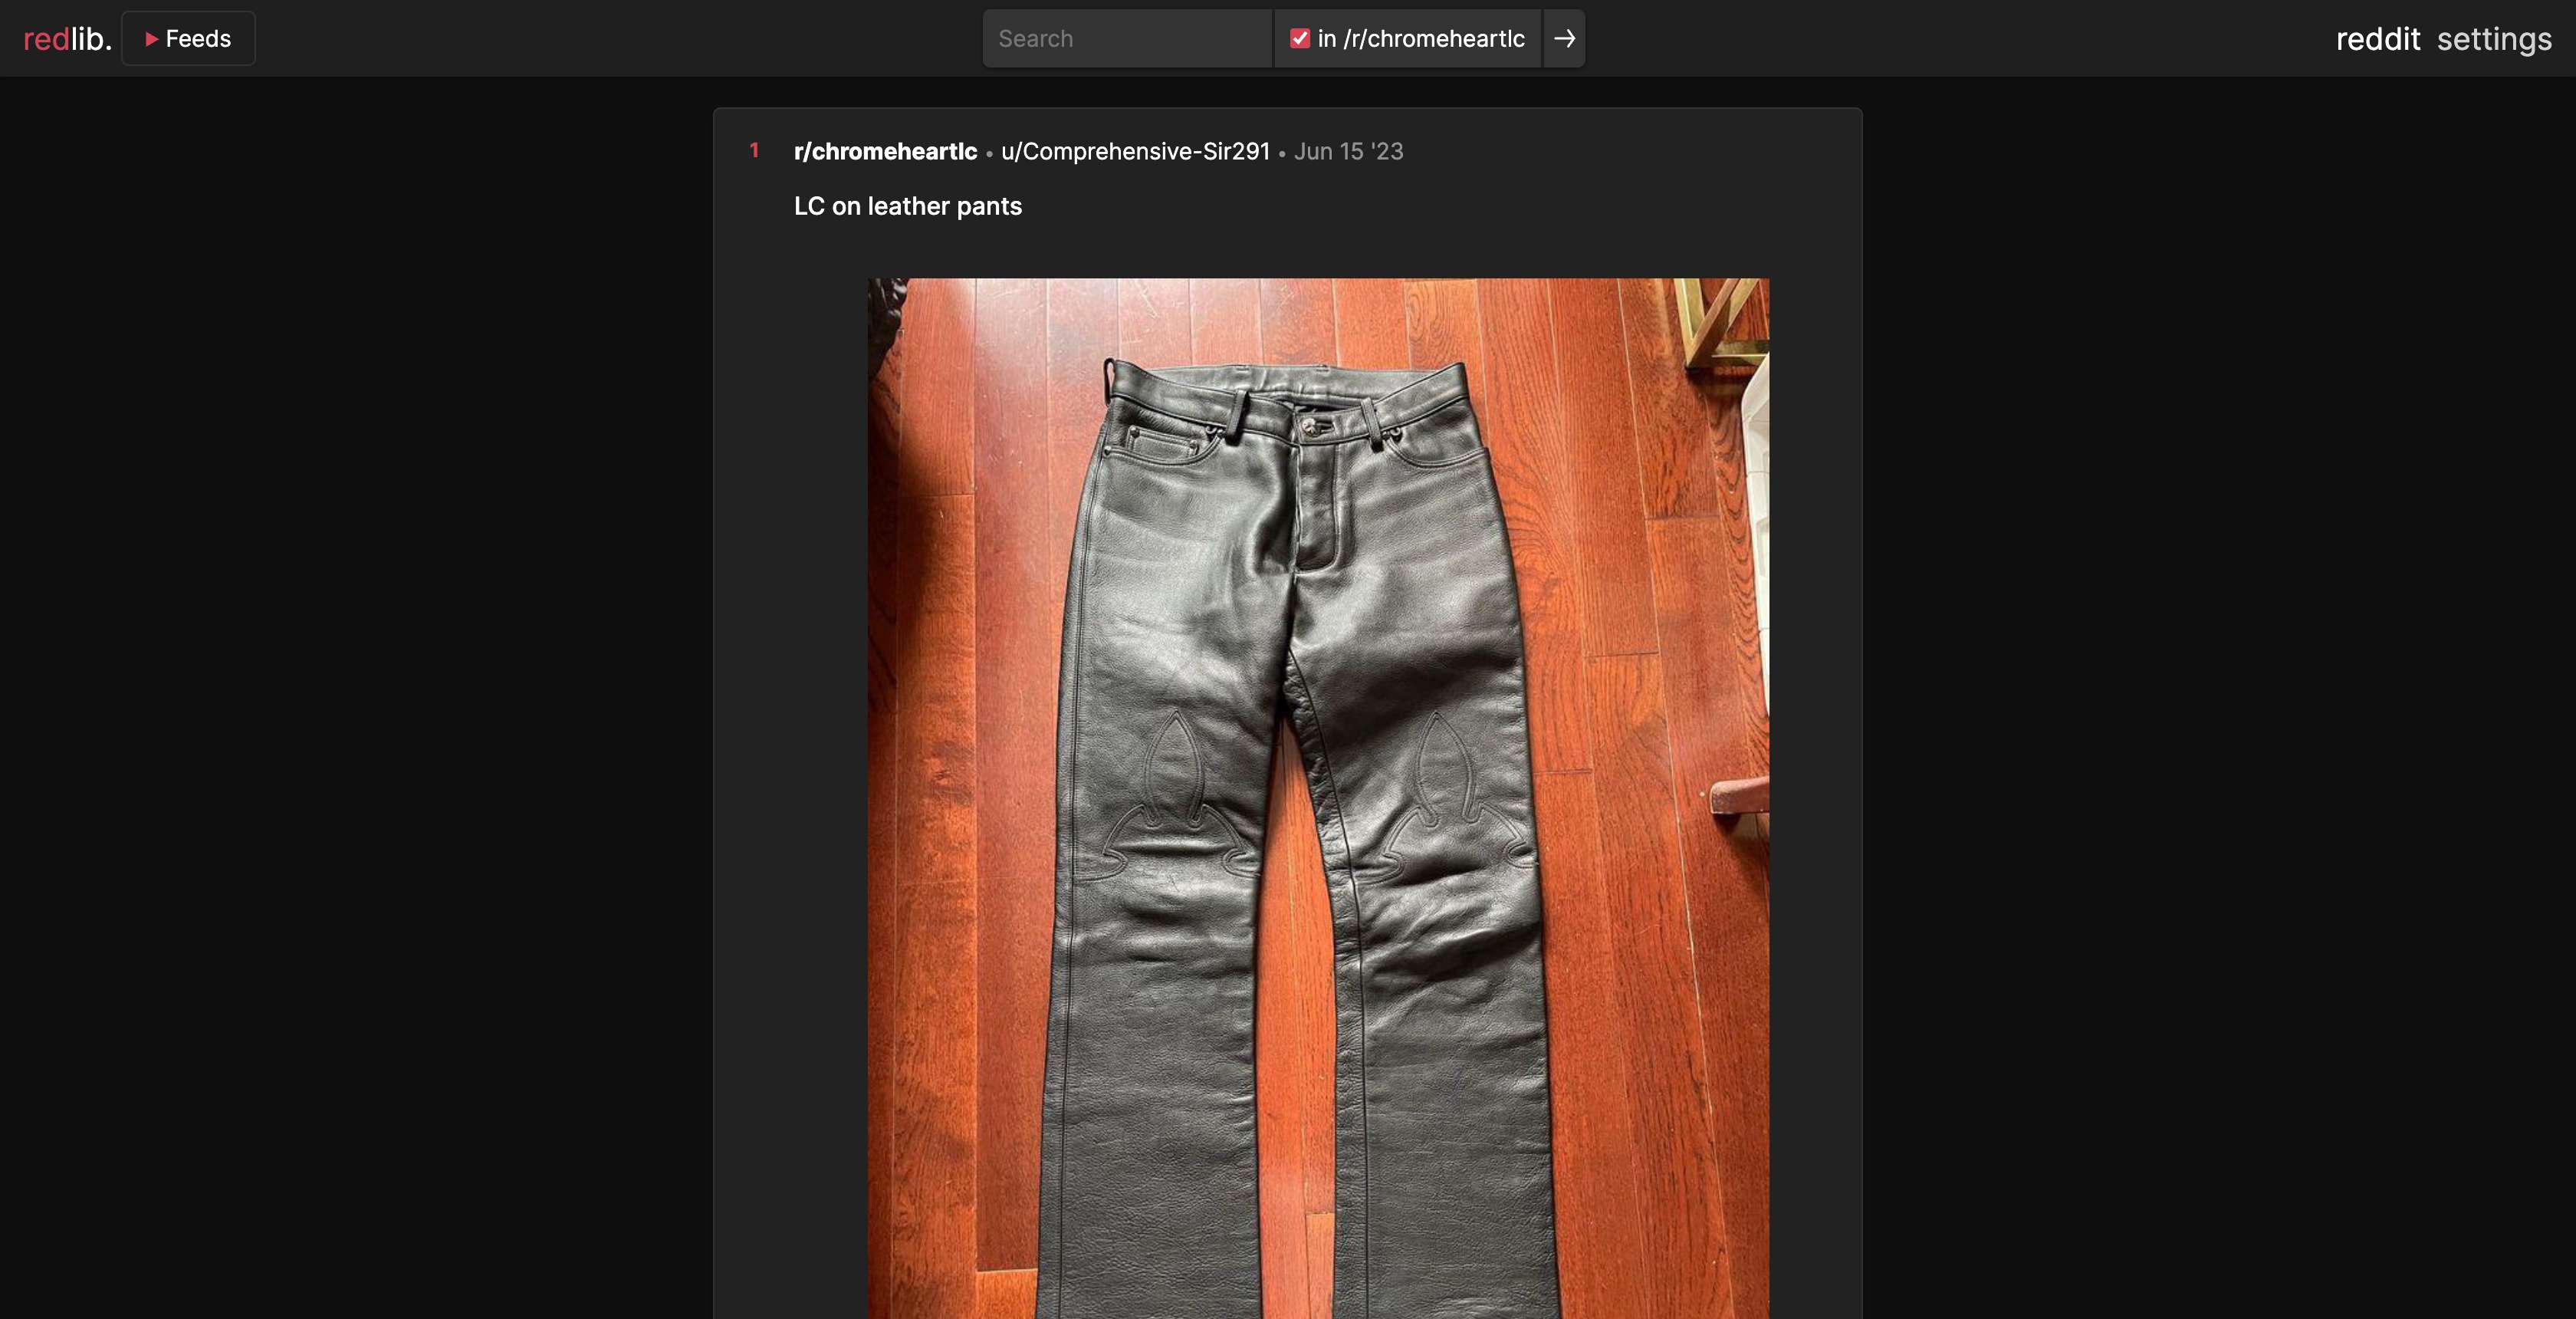 redlib. ▶ Feeds
Search
in /r/chromeheartlc
→
reddit settings
1
r/chromeheartlc • u/Comprehensive-Sir291 • Jun 15 '23
LC on leather pants